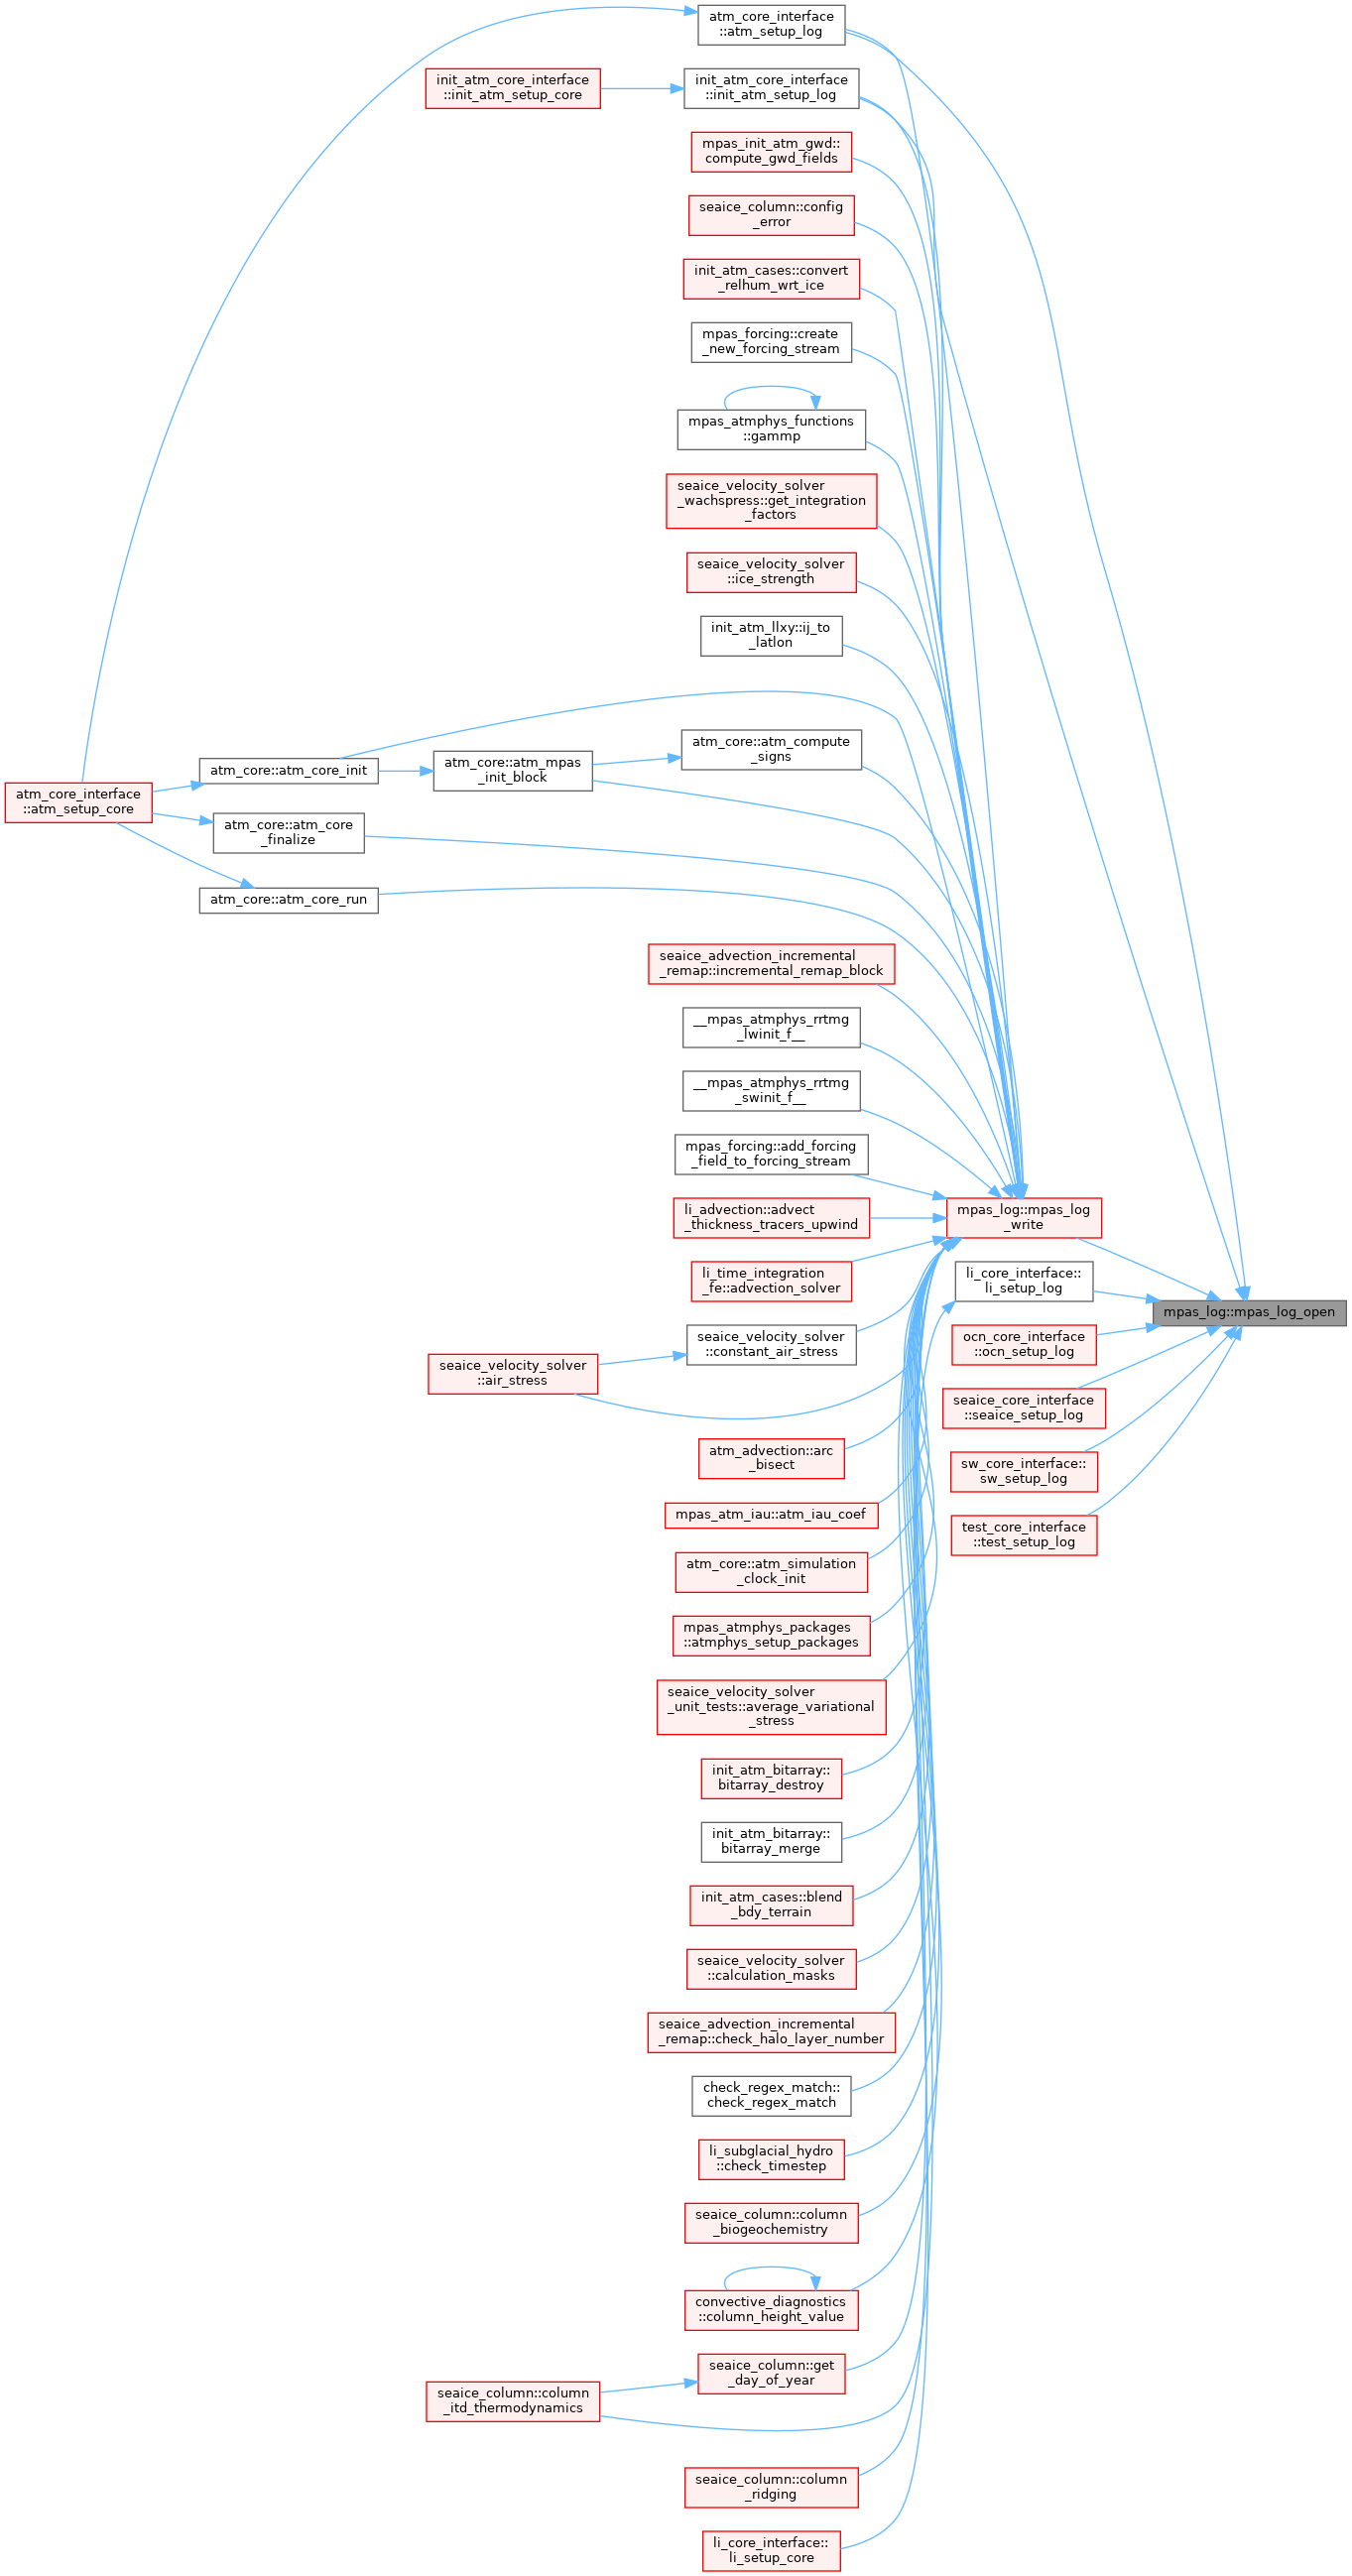 atm_core_interface
::atm_setup_log
init_atm_core_interface
::init_atm_setup_core
init_atm_core_interface
::init_atm_setup_log
mpas_init_atm_gwd::
compute_gwd_fields
seaice_column::config
_error
init_atm_cases::convert
_relhum_wrt_ice
mpas_forcing::create
_new_forcing_stream
mpas_atmphys_functions
::gammp
seaice_velocity_solver
_wachspress::get_integration
_factors
seaice_velocity_solver
::ice_strength
init_atm_llxy::ij_to
_latlon
atm_core::atm_compute
_signs
atm_core::atm_mpas
_init_block
atm_core::atm_core_init
atm_core_interface
::atm_setup_core
atm_core::atm_core
_finalize
atm_core::atm_core_run
seaice_advection_incremental
_remap::incremental_remap_block
__mpas_atmphys_rrtmg
_lwinit_f__
__mpas_atmphys_rrtmg
_swinit_f__
mpas_forcing::add_forcing
_field_to_forcing_stream
li_advection::advect
_thickness_tracers_upwind
mpas_log::mpas_log
_write
li_time_integration
_fe::advection_solver
li_core_interface::
li_setup_log
mpas_log::mpas_log_open
seaice_velocity_solver
::constant_air_stress
ocn_core_interface
::ocn_setup_log
seaice_velocity_solver
::air_stress
seaice_core_interface
::seaice_setup_log
atm_advection::arc
_bisect
sw_core_interface::
sw_setup_log
mpas_atm_iau::atm_iau_coef
test_core_interface
::test_setup_log
atm_core::atm_simulation
_clock_init
mpas_atmphys_packages
::atmphys_setup_packages
seaice_velocity_solver
_unit_tests::average_variational
_stress
init_atm_bitarray::
bitarray_destroy
init_atm_bitarray::
bitarray_merge
init_atm_cases::blend
_bdy_terrain
seaice_velocity_solver
::calculation_masks
seaice_advection_incremental
_remap::check_halo_layer_number
check_regex_match::
check_regex_match
li_subglacial_hydro
::check_timestep
seaice_column::column
_biogeochemistry
convective_diagnostics
::column_height_value
seaice_column::get
_day_of_year
seaice_column::column
_itd_thermodynamics
seaice_column::column
_ridging
li_core_interface::
li_setup_core